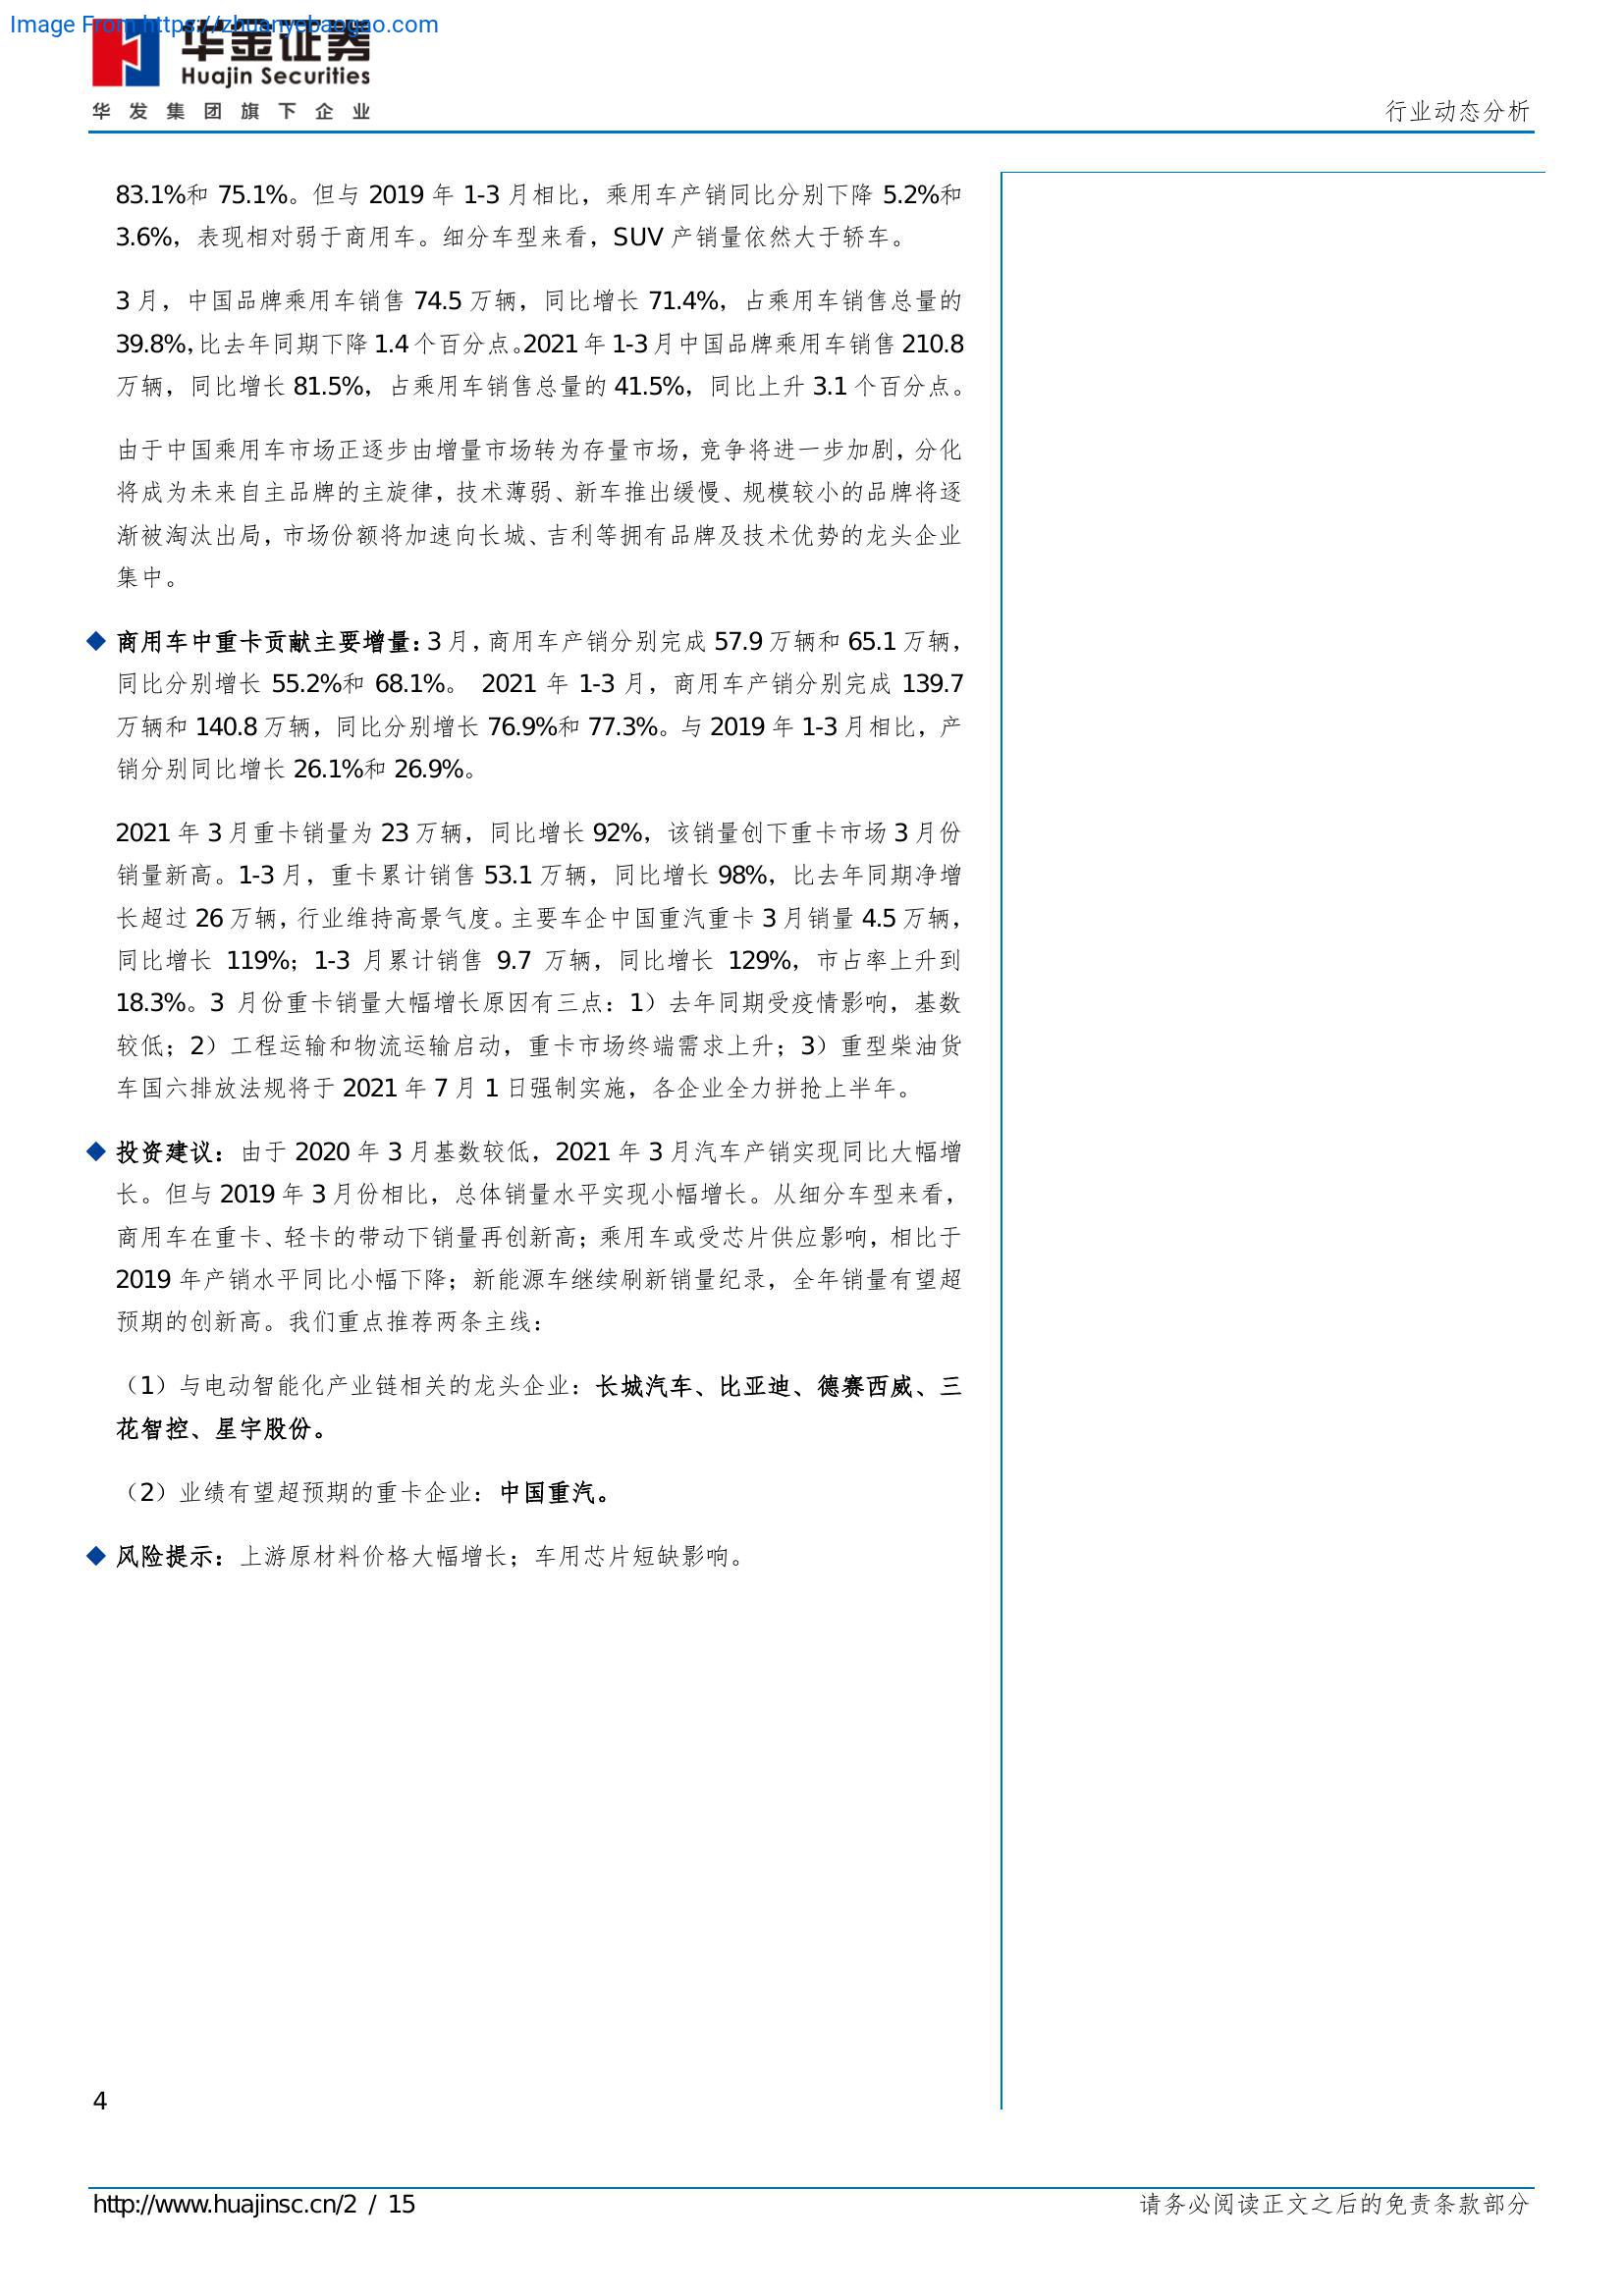 Image From https://zhuanyebaogao.com
华金证券
Huajin Securities
华发集团旗下企业
行业动态分析
83.1%和 75.1%。但与 2019 年 1-3 月相比，乘用车产销同比分别下降 5.2%和
3.6%，表现相对弱于商用车。细分车型来看，SUV 产销量依然大于轿车。
3 月，中国品牌乘用车销售 74.5 万辆，同比增长 71.4%，占乘用车销售总量的
39.8%，比去年同期下降 1.4 个百分点。2021 年 1-3 月中国品牌乘用车销售 210.8
万辆，同比增长 81.5%，占乘用车销售总量的 41.5%，同比上升 3.1 个百分点。
由于中国乘用车市场正逐步由增量市场转为存量市场，竞争将进一步加剧，分化
将成为未来自主品牌的主旋律，技术薄弱、新车推出缓慢、规模较小的品牌将逐
渐被淘汰出局，市场份额将加速向长城、吉利等拥有品牌及技术优势的龙头企业
集中。
◆ 商用车中重卡贡献主要增量：3 月，商用车产销分别完成 57.9 万辆和 65.1 万辆，
同比分别增长 55.2%和 68.1%。 2021 年 1-3 月，商用车产销分别完成 139.7
万辆和 140.8 万辆，同比分别增长 76.9%和 77.3%。与 2019 年 1-3 月相比，产
销分别同比增长 26.1%和 26.9%。
2021 年 3 月重卡销量为 23 万辆，同比增长 92%，该销量创下重卡市场 3 月份
销量新高。1-3 月，重卡累计销售 53.1 万辆，同比增长 98%，比去年同期净增
长超过 26 万辆，行业维持高景气度。主要车企中国重汽重卡 3 月销量 4.5 万辆，
同比增长 119%；1-3 月累计销售 9.7 万辆，同比增长 129%，市占率上升到
18.3%。3 月份重卡销量大幅增长原因有三点：1）去年同期受疫情影响，基数
较低；2）工程运输和物流运输启动，重卡市场终端需求上升；3）重型柴油货
车国六排放法规将于 2021 年 7 月 1 日强制实施，各企业全力拼抢上半年。
◆ 投资建议：由于 2020 年 3 月基数较低，2021 年 3 月汽车产销实现同比大幅增
长。但与 2019 年 3 月份相比，总体销量水平实现小幅增长。从细分车型来看，
商用车在重卡、轻卡的带动下销量再创新高；乘用车或受芯片供应影响，相比于
2019 年产销水平同比小幅下降；新能源车继续刷新销量纪录，全年销量有望超
预期的创新高。我们重点推荐两条主线：
（1）与电动智能化产业链相关的龙头企业：长城汽车、比亚迪、德赛西威、三
花智控、星宇股份。
（2）业绩有望超预期的重卡企业：中国重汽。
◆ 风险提示：上游原材料价格大幅增长；车用芯片短缺影响。
4
http://www.huajinsc.cn/2 / 15
请务必阅读正文之后的免责条款部分